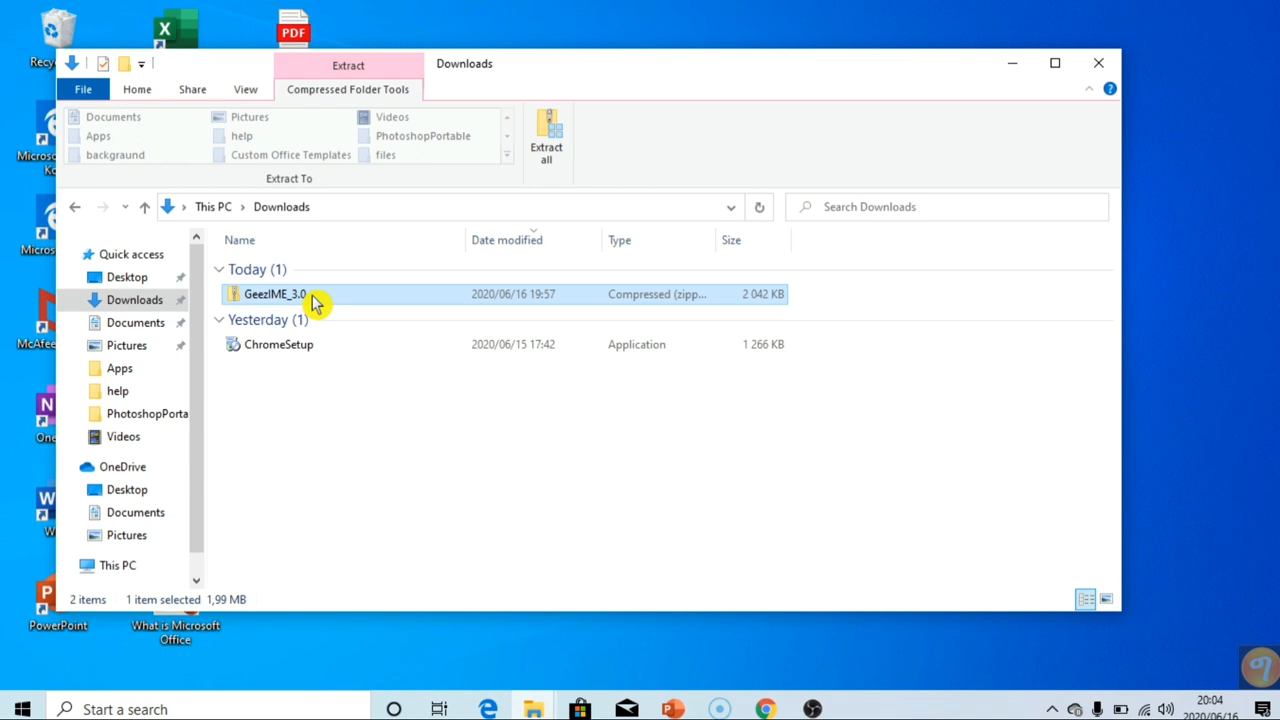 PDF
Extract
Downloads
File
Home
Share
View
Compressed Folder Tools
Documents
Pictures
Videos
Apps
help
PhotoshopPortable
backgraund
Custom Office Templates
files
Extract To
Extract
all
This PC
Downloads
Search Downloads
Name
Date modified
Type
Size
Quick access
Desktop
Downloads
Documents
Pictures
Apps
help
PhotoshopPorta
Videos
OneDrive
Desktop
Documents
Pictures
This PC
Today (1)
GeezIME_3.0 2020/06/16 19:57 Compressed (zipp... 2 042 KB
Yesterday (1)
ChromeSetup 2020/06/15 17:42 Application 1 266 KB
2 items 1 item selected 1,99 MB
Recy
Micros
Ko
Micros
McAfee
One
W
PowerPoint
What is Microsoft
Office
ግ
Start a search
20:04
2020/06/16